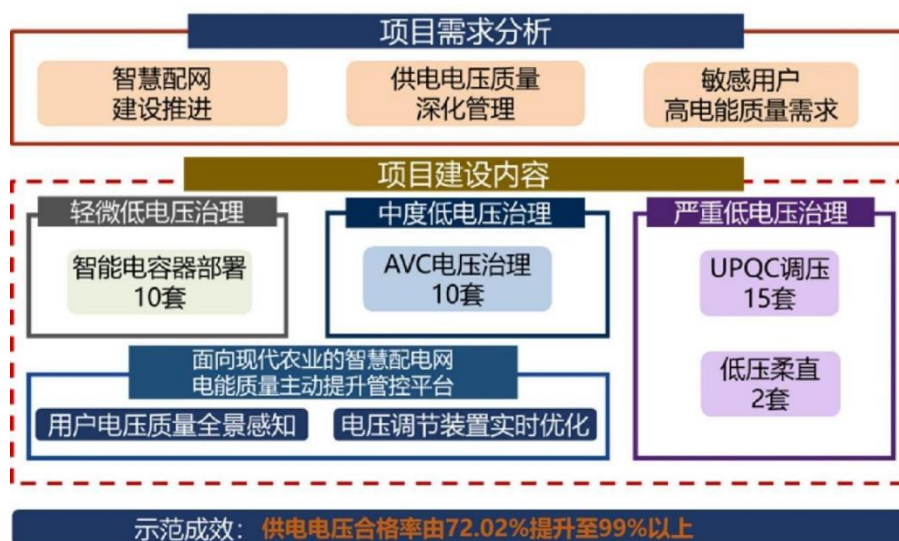 项目需求分析
智慧配网
建设推进
供电电压质量
深化管理
敏感用户
高电能质量需求
项目建设内容
轻微低电压治理
智能电容器部署
10套
中度低电压治理
AVC电压治理
10套
严重低电压治理
UPQC调压
15套
低压柔直
2套
面向现代农业的智慧配电网
电能质量主动提升管控平台
用户电压质量全景感知
电压调节装置实时优化
示范成效：供电电压合格率由72.02%提升至99%以上